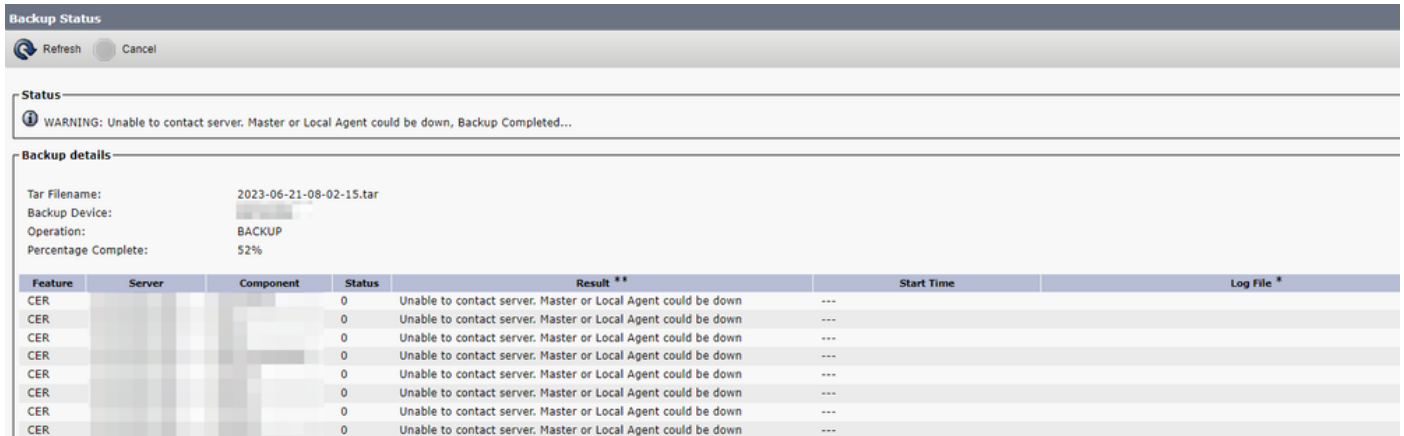 Backup Status
Refresh Cancel
Status
WARNING: Unable to contact server. Master or Local Agent could be down, Backup Completed...
Backup details
Tar Filename: 2023-06-21-08-02-15.tar
Backup Device:
Operation: BACKUP
Percentage Complete: 52%
Feature Server Component Status Result ** Start Time Log File *
CER 0 Unable to contact server. Master or Local Agent could be down ---
CER 0 Unable to contact server. Master or Local Agent could be down ---
CER 0 Unable to contact server. Master or Local Agent could be down ---
CER 0 Unable to contact server. Master or Local Agent could be down ---
CER 0 Unable to contact server. Master or Local Agent could be down ---
CER 0 Unable to contact server. Master or Local Agent could be down ---
CER 0 Unable to contact server. Master or Local Agent could be down ---
CER 0 Unable to contact server. Master or Local Agent could be down ---